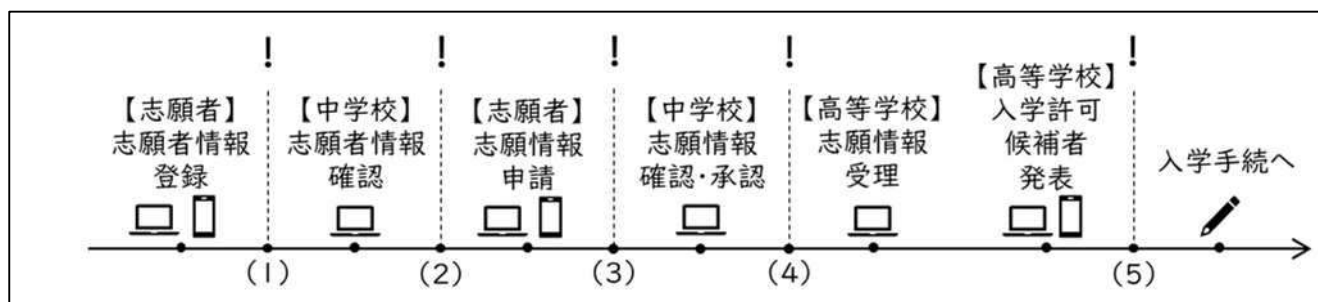 ! ! ! ! !
【志願者】
志願者情報
登録
【中学校】
志願者情報
確認
【志願者】
志願情報
申請
【中学校】
志願情報
確認・承認
【高等学校】
志願情報
受理
【高等学校】
入学許可
候補者
発表
入学手続へ
(1) (2) (3) (4) (5)